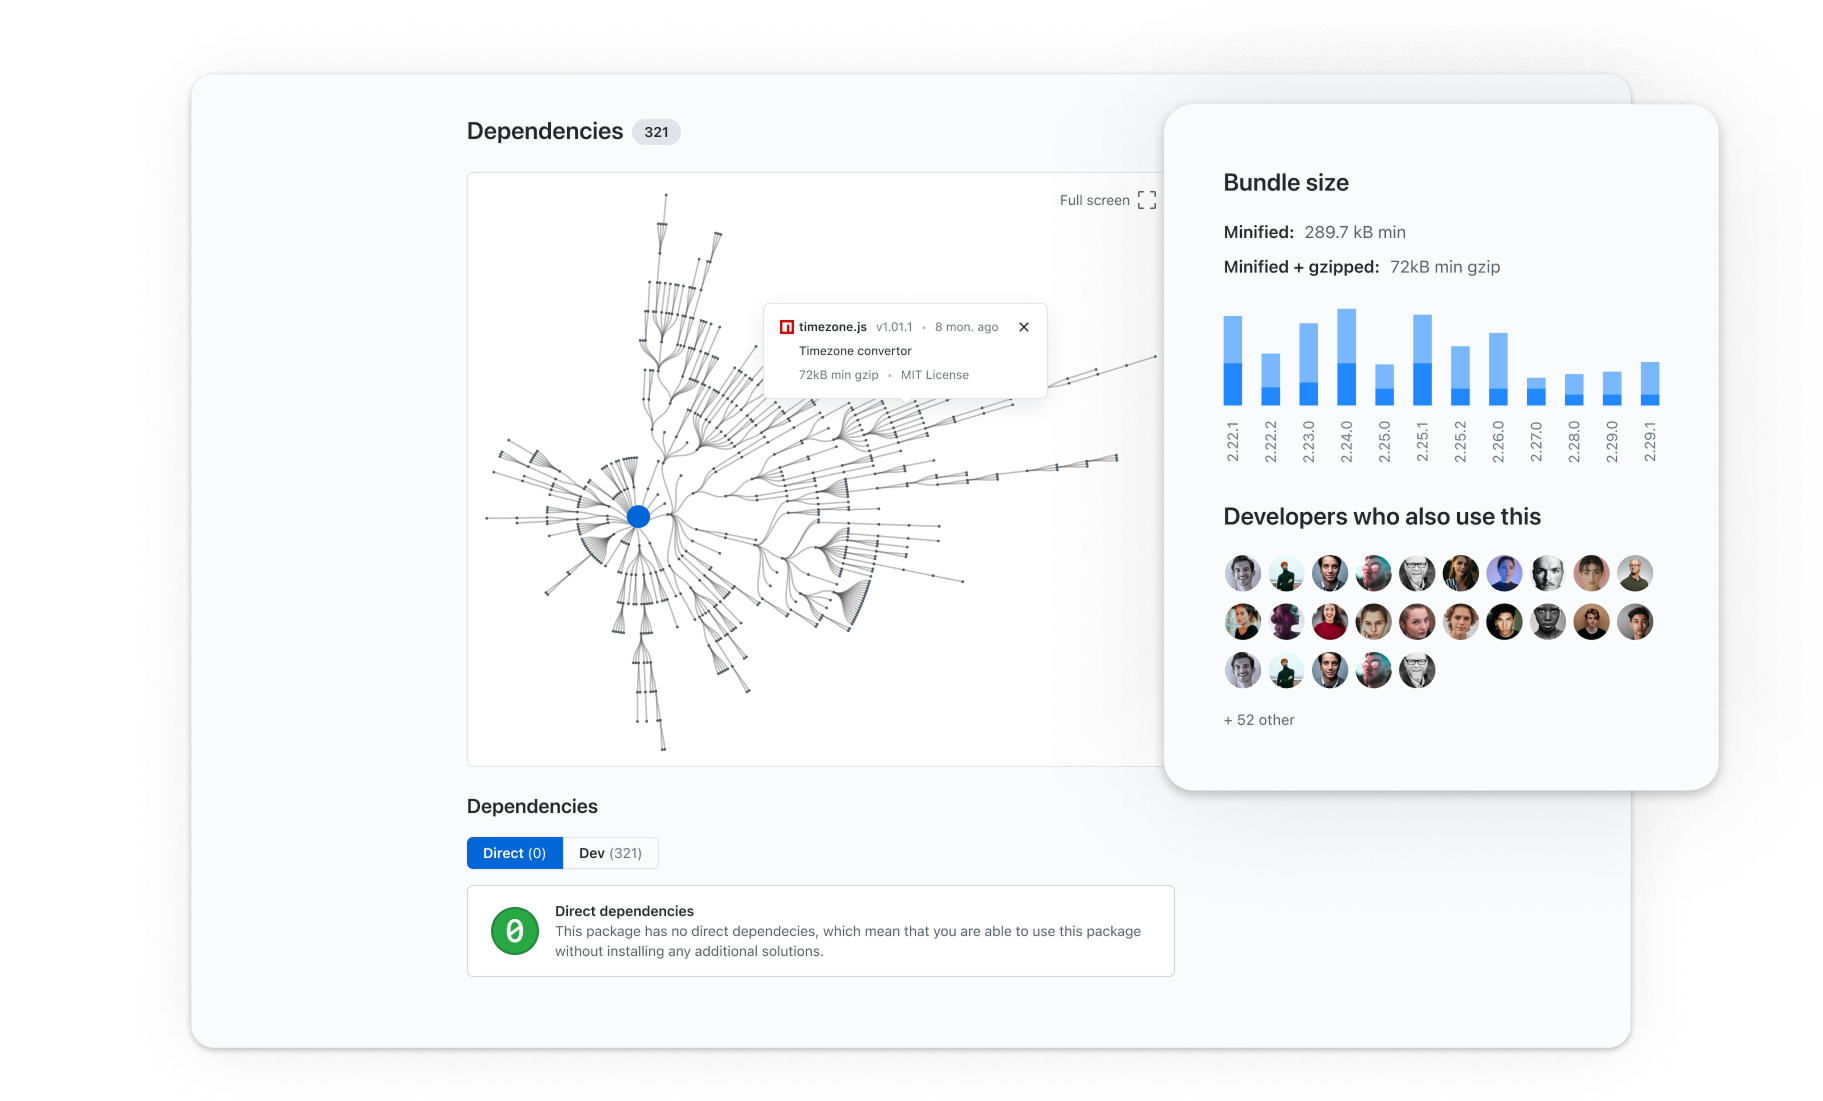 Dependencies 321
Full screen
timezone.js v1.01.1 • 8 mon. ago
Timezone convertor
72kB min gzip • MIT License
Dependencies
Direct (0) Dev (321)
0
Direct dependencies
This package has no direct dependecies, which mean that you are able to use this package
without installing any additional solutions.
Bundle size
Minified: 289.7 kB min
Minified + gzipped: 72kB min gzip
2.22.1 2.22.2 2.23.0 2.24.0 2.25.0 2.25.1 2.25.2 2.26.0 2.27.0 2.28.0 2.29.0 2.29.1
Developers who also use this
+ 52 other